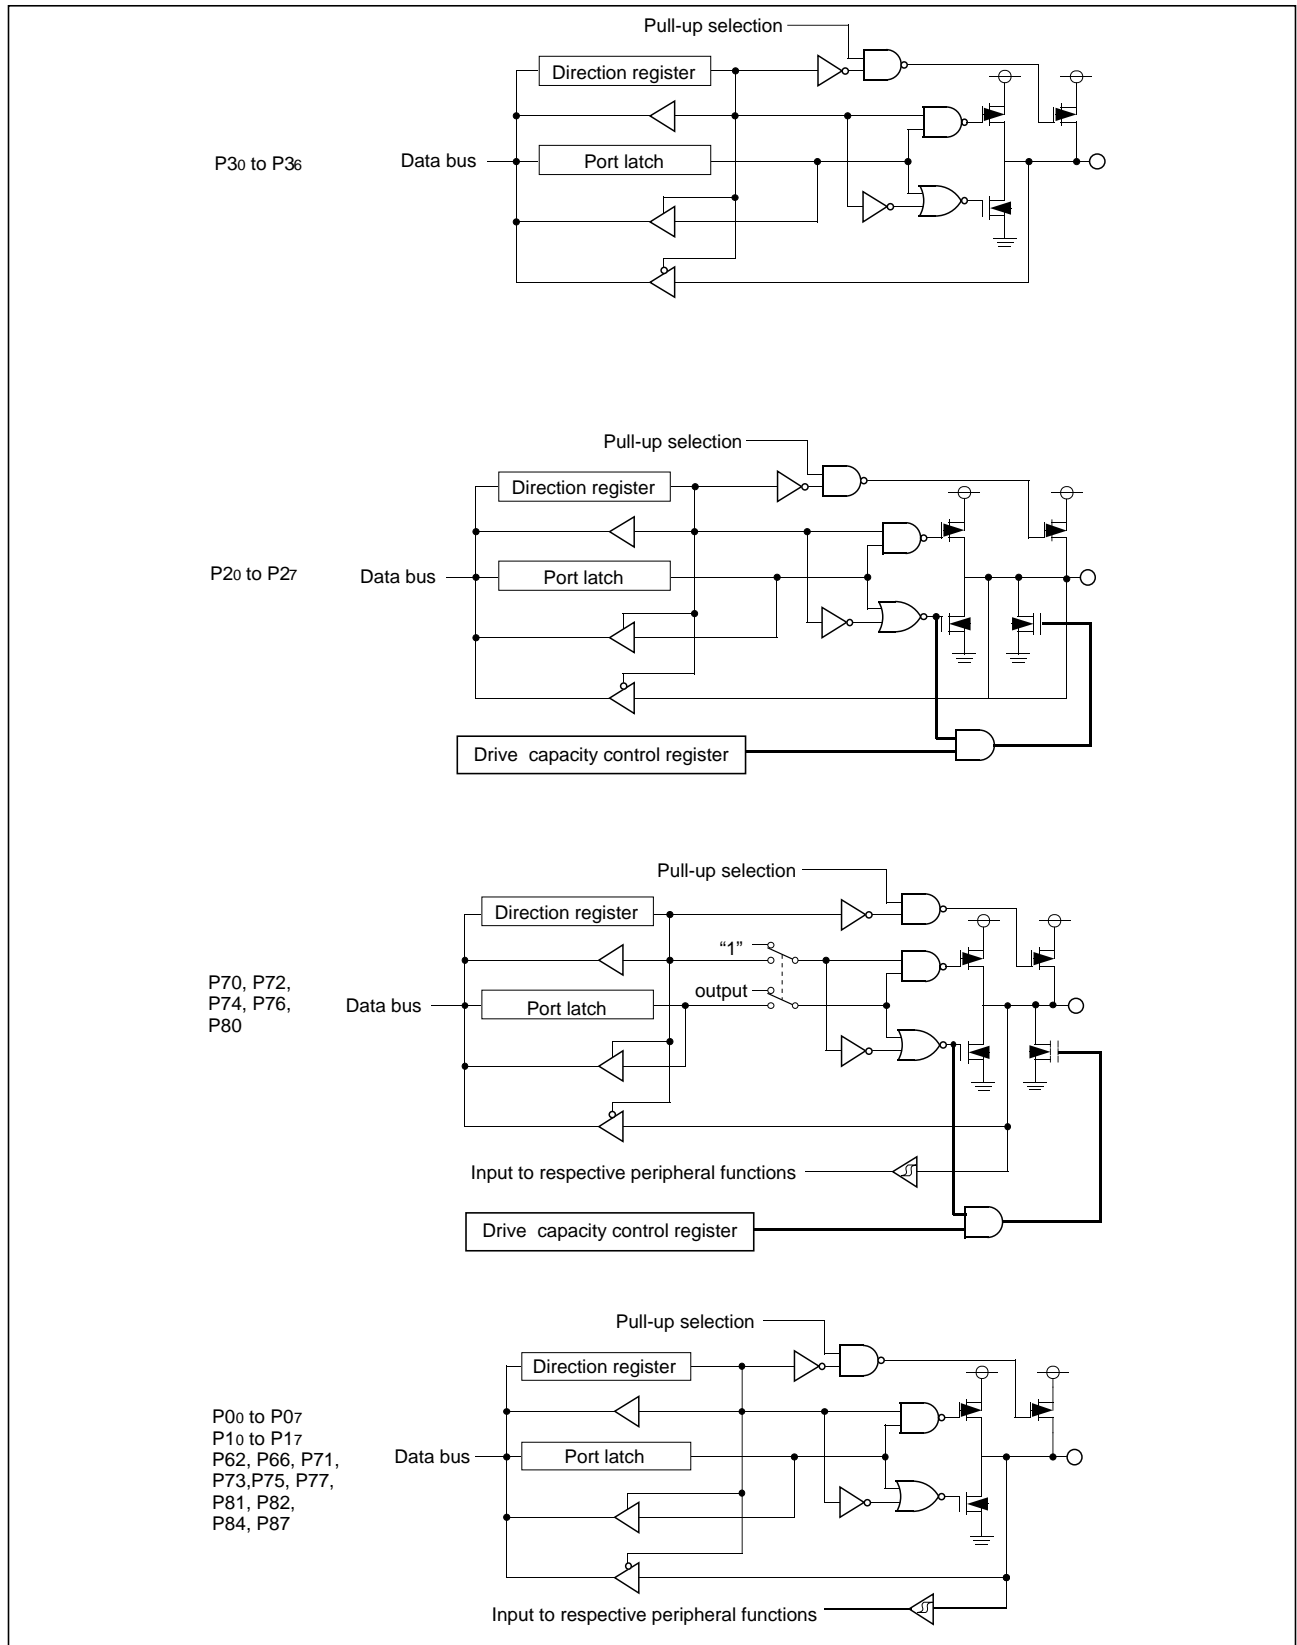 Pull-up selection
Direction register
P30 to P36
Data bus
Port latch
Pull-up selection
Direction register
P20 to P27
Data bus
Port latch
Drive capacity control register
Pull-up selection
Direction register
“1”
P70, P72,
P74, P76,
P80
Data bus
Port latch
output
Input to respective peripheral functions
Drive capacity control register
Pull-up selection
Direction register
P00 to P07
P10 to P17
P62, P66, P71,
P73,P75, P77,
P81, P82,
P84, P87
Data bus
Port latch
Input to respective peripheral functions